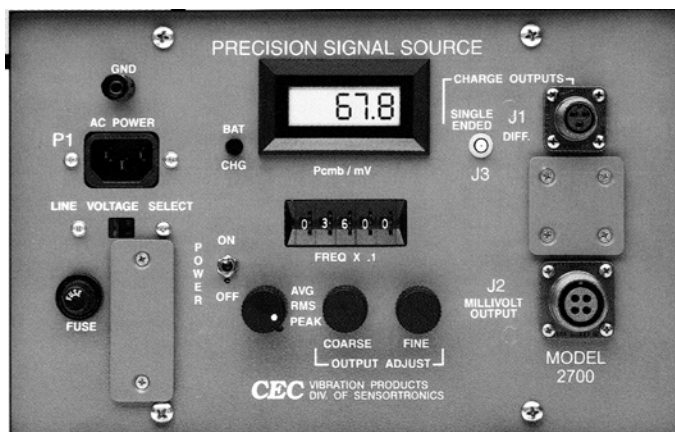 PRECISION SIGNAL SOURCE
GND
AC POWER
P1
BAT
CHG
67.8
Pcmb / mV
CHARGE OUTPUTS
SINGLE
ENDED
J1
DIFF.
J3
LINE VOLTAGE SELECT
0 3 6 0 0
FREQ X .1
POWER
ON
OFF
AVG
RMS
PEAK
FUSE
FUSE
COARSE
FINE
OUTPUT ADJUST
J2
MILLIVOLT
OUTPUT
MODEL
2700
CEC VIBRATION PRODUCTS
DIV. OF SENSORTRONICS